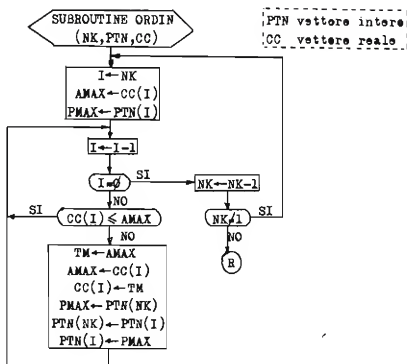 SUBROUTINE ORDIN
(NK,PTN,CC)
PTN vettore intero
CC vettore reale
I←NK
AMAX←CC(I)
PMAX←PTN(I)
I←I-1
I=0
SI
NK←NK-1
NO
SI
CC(I)≤AMAX
NK≠1
SI
NO
NO
TM←AMAX
AMAX←CC(I)
CC(I)←TM
PMAX←PTN(NK)
PTN(NK)←PTN(I)
PTN(I)←PMAX
R